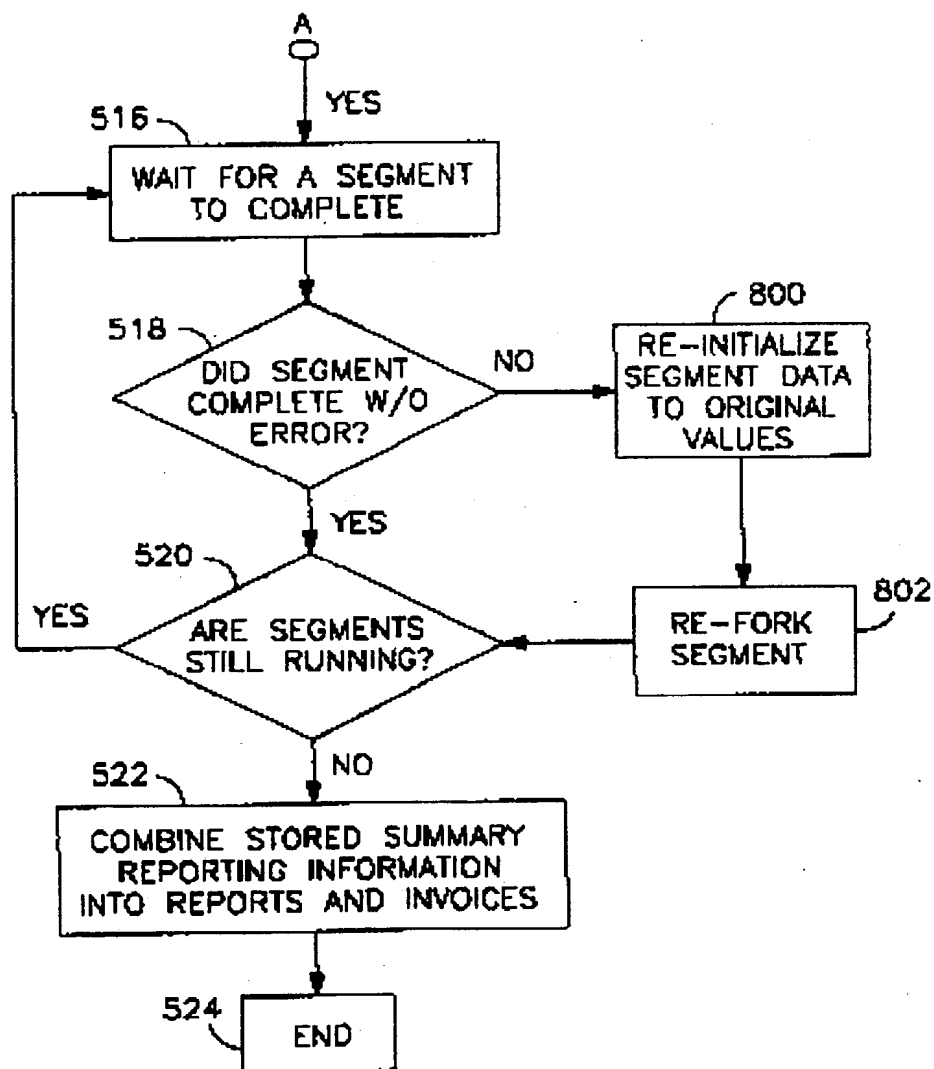 A
YES
516
WAIT FOR A SEGMENT
TO COMPLETE
518
DID SEGMENT
COMPLETE W/O
ERROR?
NO
800
RE-INITIALIZE
SEGMENT DATA
TO ORIGINAL
VALUES
YES
520
ARE SEGMENTS
STILL RUNNING?
YES
802
RE-FORK
SEGMENT
NO
522
COMBINE STORED SUMMARY
REPORTING INFORMATION
INTO REPORTS AND INVOICES
524
END